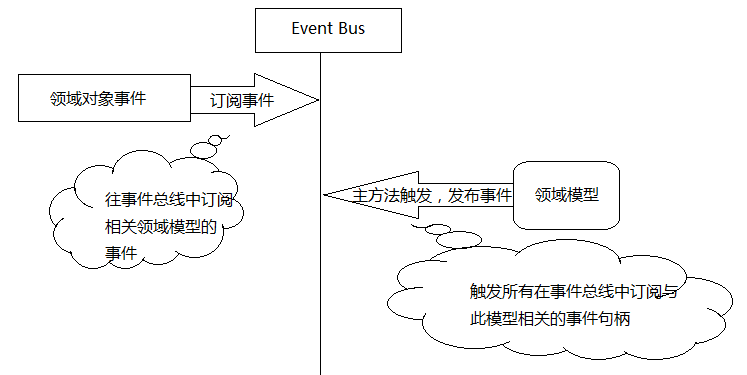 Event Bus
领域对象事件
订阅事件
往事件总线中订阅
相关领域模型的
事件
主方法触发，发布事件
领域模型
触发所有在事件总线中订阅与
此模型相关的事件句柄